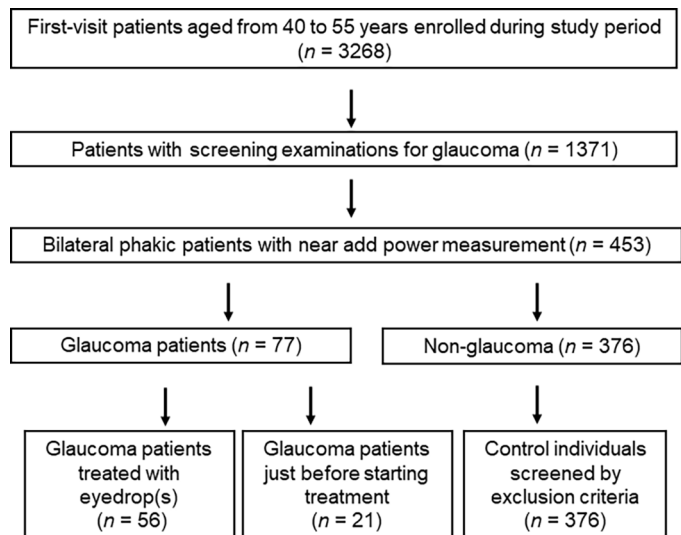 First-visit patients aged from 40 to 55 years enrolled during study period
(n = 3268)
Patients with screening examinations for glaucoma (n = 1371)
Bilateral phakic patients with near add power measurement (n = 453)
Glaucoma patients (n = 77)
Non-glaucoma (n = 376)
Glaucoma patients
treated with
eyedrop(s)
(n = 56)
Glaucoma patients
just before starting
treatment
(n = 21)
Control individuals
screened by
exclusion criteria
(n = 376)